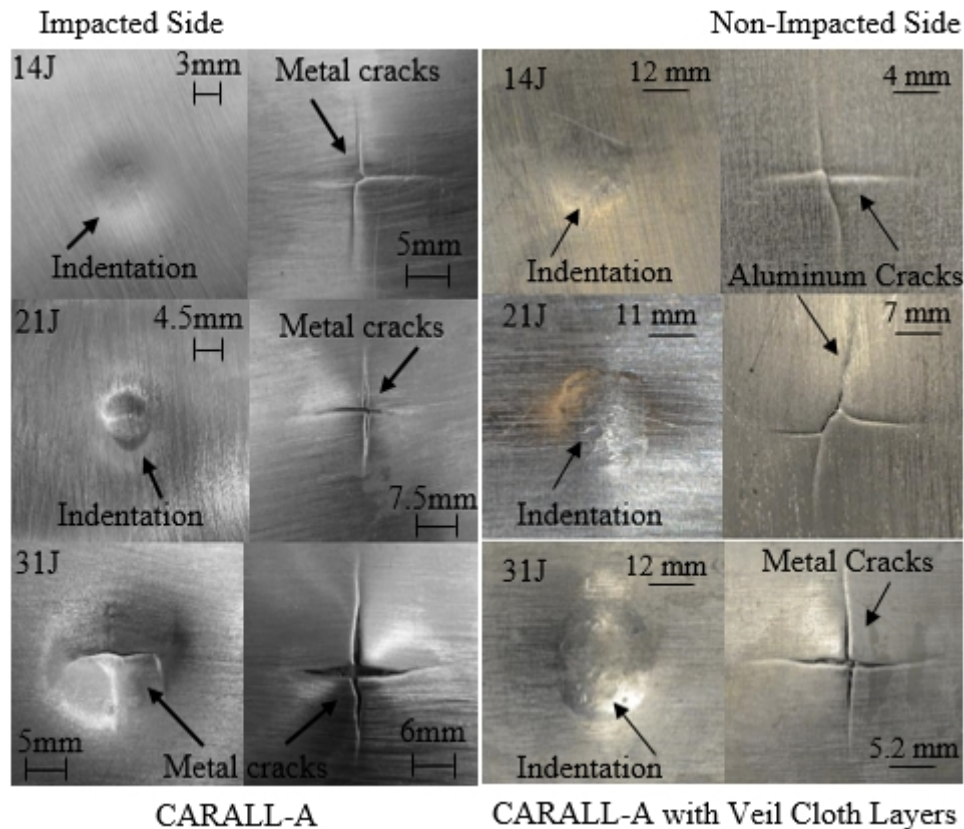 Impacted Side
Non-Impacted Side
14J
3mm
Metal cracks
Indentation
5mm
14J
12 mm
4 mm
Indentation
Aluminum Cracks
21J
4.5mm
Metal cracks
Indentation
7.5mm
21J
11 mm
7 mm
Indentation
31J
5mm
Metal cracks
6mm
31J
12 mm
Metal Cracks
Indentation
5.2 mm
CARALL-A
CARALL-A with Veil Cloth Layers